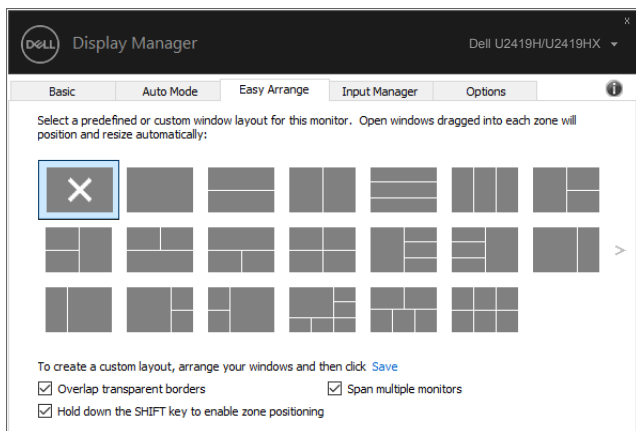 x
DELL Display Manager Dell U2419H/U2419HX
Basic Auto Mode Easy Arrange Input Manager Options i
Select a predefined or custom window layout for this monitor. Open windows dragged into each zone will
position and resize automatically:
>
To create a custom layout, arrange your windows and then click Save
Overlap transparent borders Span multiple monitors
Hold down the SHIFT key to enable zone positioning